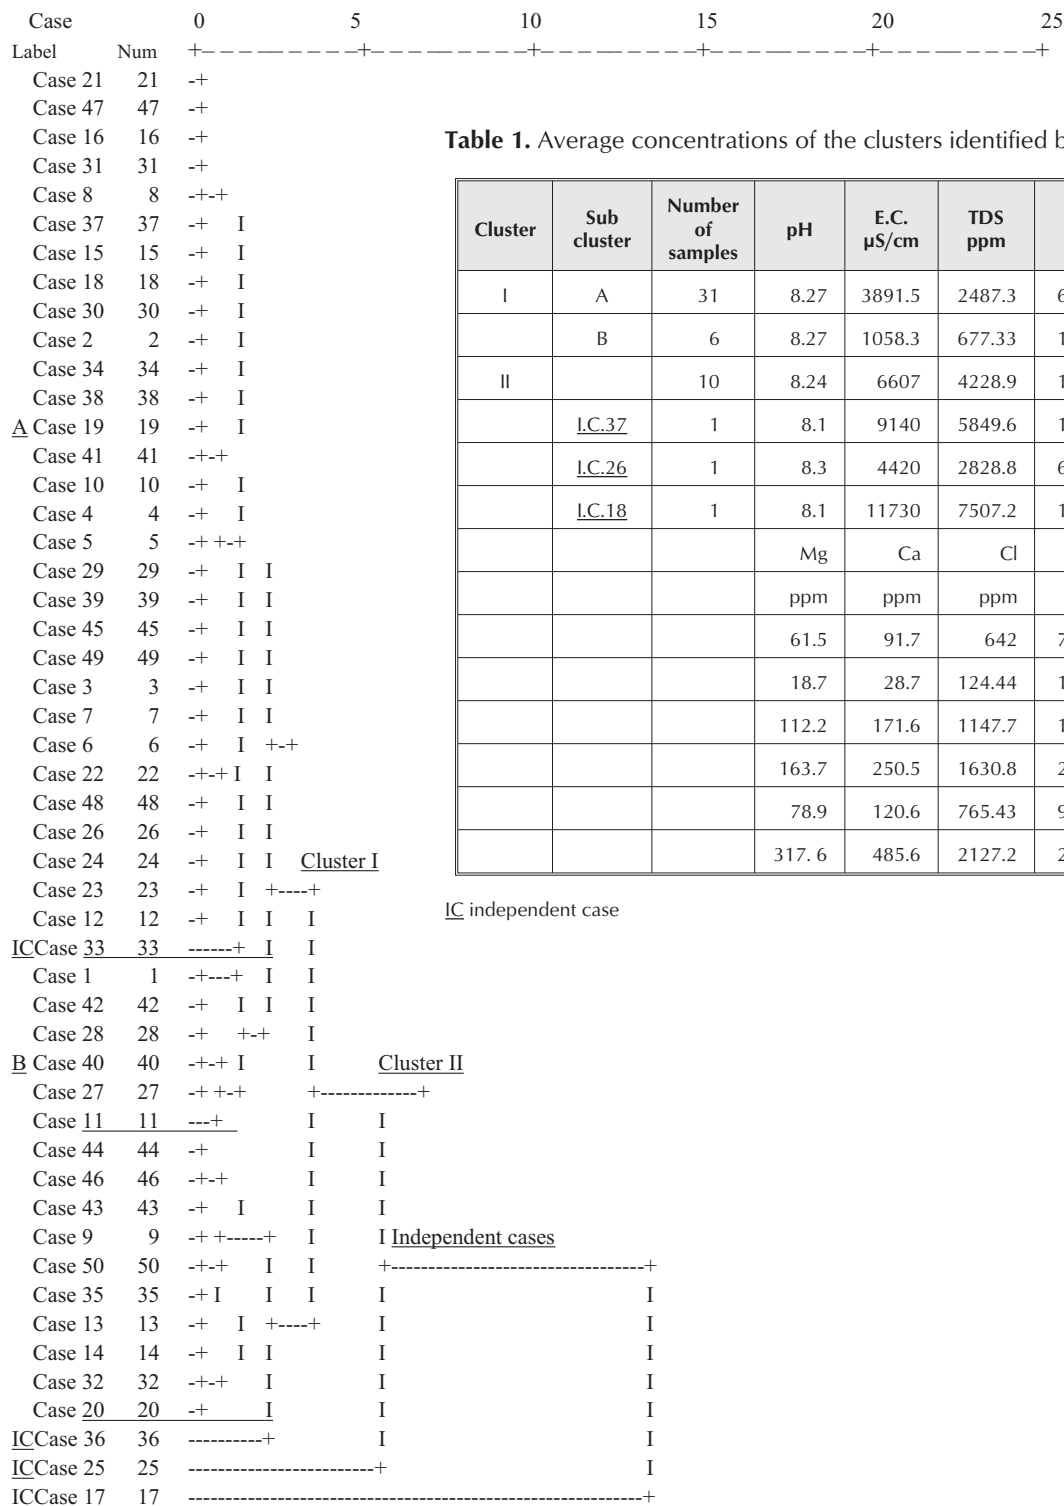 Case 0 5 10 15 20 25
Label Num +---------+---------+---------+---------+---------+
Case 21 21 -+
Case 47 47 -+
Case 16 16 -+
Case 31 31 -+
Case 8 8 -+-+
Case 37 37 -+ I
Case 15 15 -+ I
Case 18 18 -+ I
Case 30 30 -+ I
Case 2 2 -+ I
Case 34 34 -+ I
Case 38 38 -+ I
A Case 19 19 -+ I
Case 41 41 -+-+
Case 10 10 -+ I
Case 4 4 -+ I
Case 5 5 -+ +-+
Case 29 29 -+ I I
Case 39 39 -+ I I
Case 45 45 -+ I I
Case 49 49 -+ I I
Case 3 3 -+ I I
Case 7 7 -+ I I
Case 6 6 -+ I +-+
Case 22 22 -+-+ I I
Case 48 48 -+ I I
Case 26 26 -+ I I
Case 24 24 -+ I I Cluster I
Case 23 23 -+ I +----+
Case 12 12 -+ I I I
ICCase 33 33 ------+ I I
Case 1 1 -+---+ I I
Case 42 42 -+ I I I
Case 28 28 -+ +-+ I
B Case 40 40 -+-+ I I Cluster II
Case 27 27 -+ +-+ +-------------+
Case 11 11 ---+ I I
Case 44 44 -+ I I
Case 46 46 -+-+ I I
Case 43 43 -+ I I I
Case 9 9 -+ +-----+ I I Independent cases
Case 50 50 -+-+ I I +----------------------------------+
Case 35 35 -+ I I I I I
Case 13 13 -+ I +----+ I I
Case 14 14 -+ I I I I
Case 32 32 -+-+ I I I
Case 20 20 -+ I I I
ICCase 36 36 ----------+ I I
ICCase 25 25 -------------------------+ I
ICCase 17 17 -------------------------------------------------------------+
Table 1. Average concentrations of the clusters identified b
Cluster Sub cluster Number of samples pH E.C. µS/cm TDS ppm
I A 31 8.27 3891.5 2487.3 6
B 6 8.27 1058.3 677.33 1
II 10 8.24 6607 4228.9 1
I.C.37 1 8.1 9140 5849.6 1
I.C.26 1 8.3 4420 2828.8 6
I.C.18 1 8.1 11730 7507.2 1
Mg Ca Cl
ppm ppm ppm
61.5 91.7 642 7
18.7 28.7 124.44 1
112.2 171.6 1147.7 1
163.7 250.5 1630.8 2
78.9 120.6 765.43 9
317. 6 485.6 2127.2 2
IC independent case